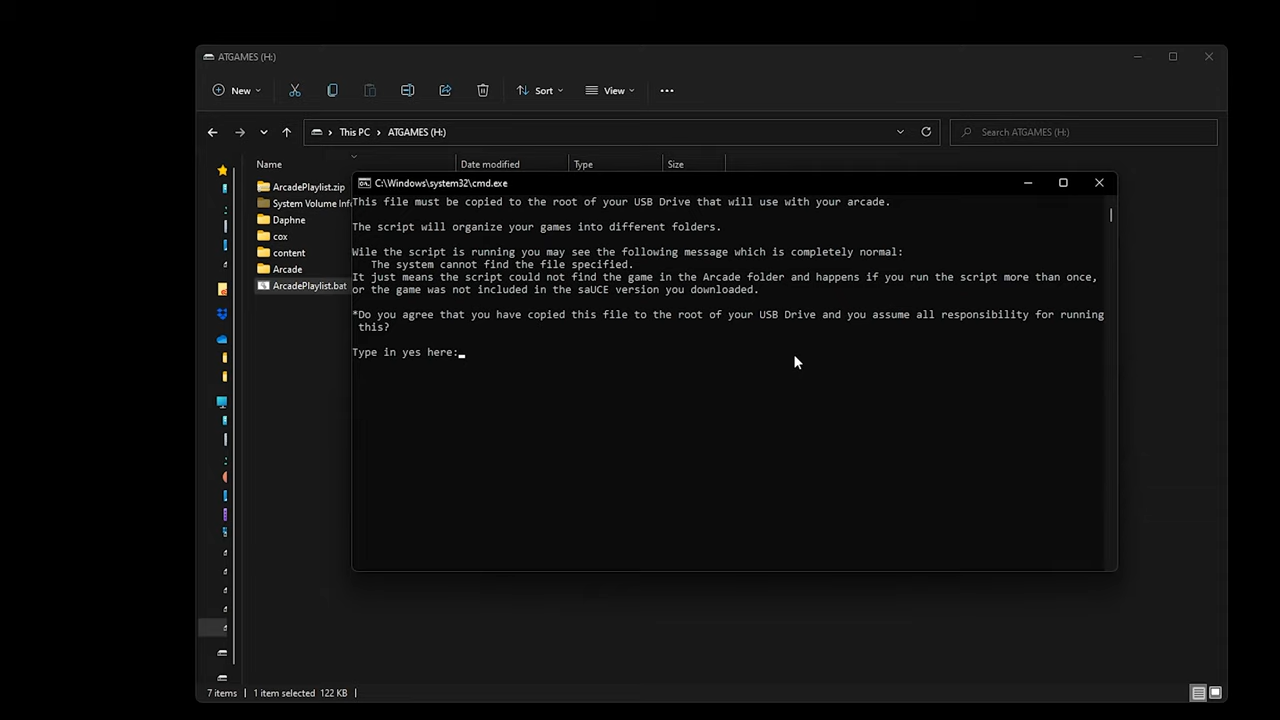 ATGAMES (H:)
New
Sort
View
This PC
ATGAMES (H:)
Search ATGAMES (H:)
Name
Date modified
Type
Size
ArcadePlaylist.zip
System Volume Inf
Daphne
cox
content
Arcade
ArcadePlaylist.bat
C:\Windows\system32\cmd.exe
This file must be copied to the root of your USB Drive that will use with your arcade.
The script will organize your games into different folders.
Wile the script is running you may see the following message which is completely normal:
The system cannot find the file specified.
It just means the script could not find the game in the Arcade folder and happens if you run the script more than once,
or the game was not included in the saUCE version you downloaded.
*Do you agree that you have copied this file to the root of your USB Drive and you assume all responsibility for running
this?
Type in yes here:
7 items
1 item selected 122 KB